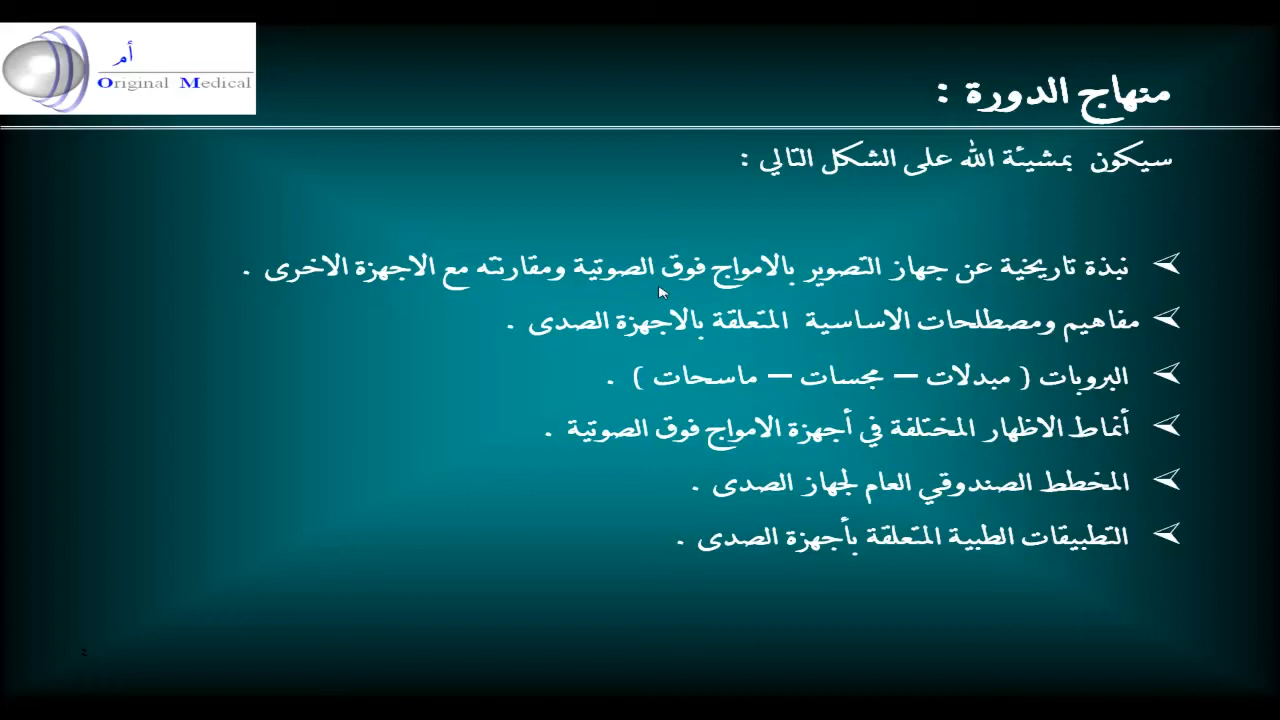 أم
Original Medical
منهاج الدورة :
سيكون بمشيئة الله على الشكل التالي :
نبذة تاريخية عن جهاز التصوير بالامواج فوق الصوتية ومقارنته مع الاجهزة الاخرى .
مفاهيم ومصطلحات الاساسية المتعلقة بالاجهزة الصدى .
البروبات ( مبدلات – مجسات – ماسحات ) .
أنماط الاظهار المختلفة في أجهزة الامواج فوق الصوتية .
المخطط الصندوقي العام لجهاز الصدى .
التطبيقات الطبية المتعلقة بأجهزة الصدى .